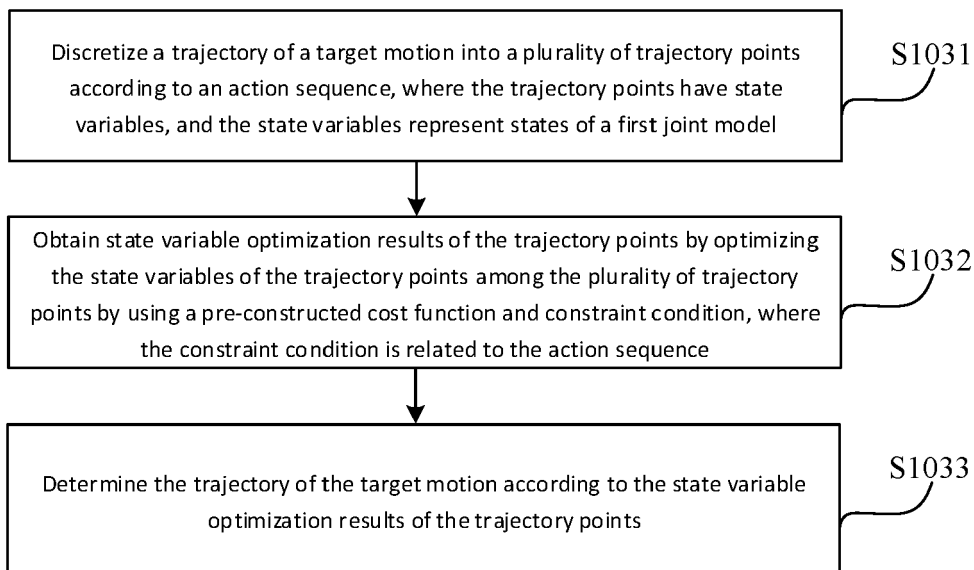 Discretize a trajectory of a target motion into a plurality of trajectory points
according to an action sequence, where the trajectory points have state
variables, and the state variables represent states of a first joint model
S1031
Obtain state variable optimization results of the trajectory points by optimizing
the state variables of the trajectory points among the plurality of trajectory
points by using a pre-constructed cost function and constraint condition, where
the constraint condition is related to the action sequence
S1032
Determine the trajectory of the target motion according to the state variable
optimization results of the trajectory points
S1033